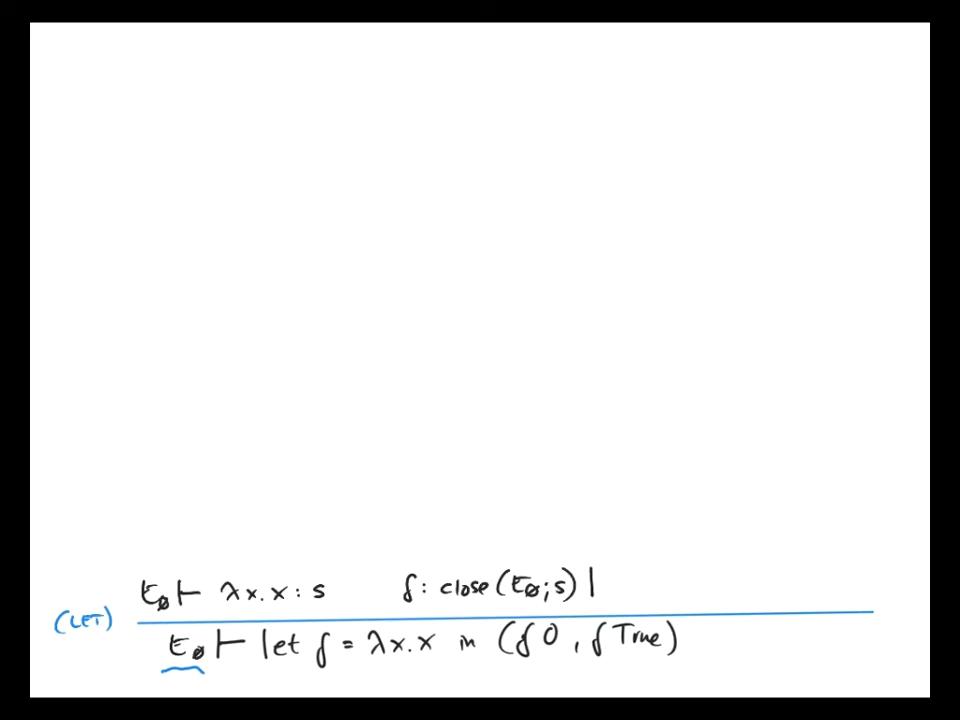 E∅ ⊢ λx.x : s f : close(E∅;s) |
(LET)
E∅ ⊢ let f = λx.x in (f 0 , f True)